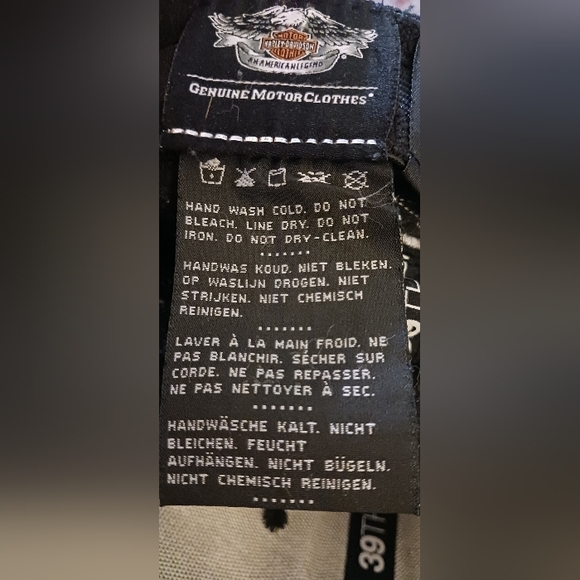 MOTOR
HARLEY-DAVIDSON
CLOTHES
AN AMERICAN LEGEND
GENUINE MOTORCLOTHES®
HAND WASH COLD. DO NOT
BLEACH. LINE DRY. DO NOT
IRON. DO NOT DRY-CLEAN.
HANDWAS KOUD. NIET BLEKEN.
OP WASLIJN DROGEN. NIET
STRIJKEN. NIET CHEMISCH
REINIGEN.
LAVER À LA MAIN FROID. NE
PAS BLANCHIR. SÉCHER SUR
CORDE. NE PAS REPASSER.
NE PAS NETTOYER À SEC.
HANDWÄSCHE KALT. NICHT
BLEICHEN. FEUCHT
AUFHÄNGEN. NICHT BÜGELN.
NICHT CHEMISCH REINIGEN.
39TH